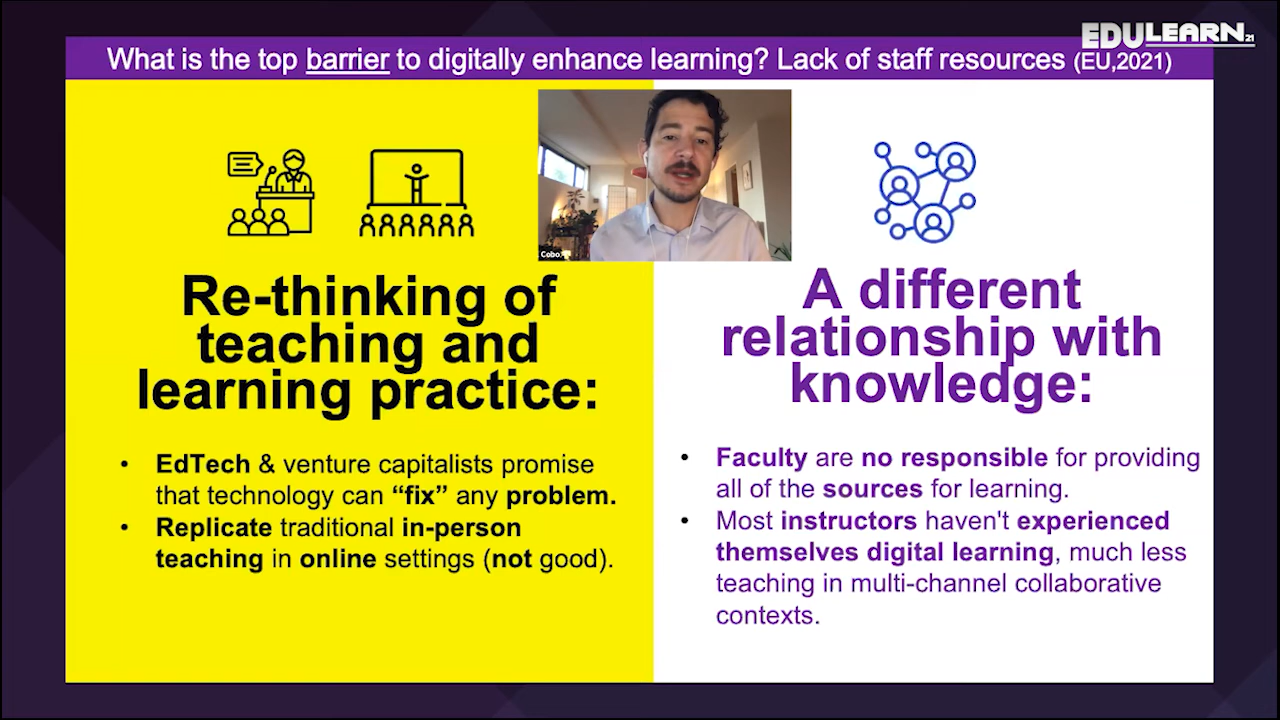 EDULEARN21
What is the top barrier to digitally enhance learning? Lack of staff resources (EU,2021)
Re-thinking of
teaching and
learning practice:
• EdTech & venture capitalists promise
that technology can “fix” any problem.
• Replicate traditional in-person
teaching in online settings (not good).
Cobo
A different
relationship with
knowledge:
• Faculty are no responsible for providing
all of the sources for learning.
• Most instructors haven't experienced
themselves digital learning, much less
teaching in multi-channel collaborative
contexts.